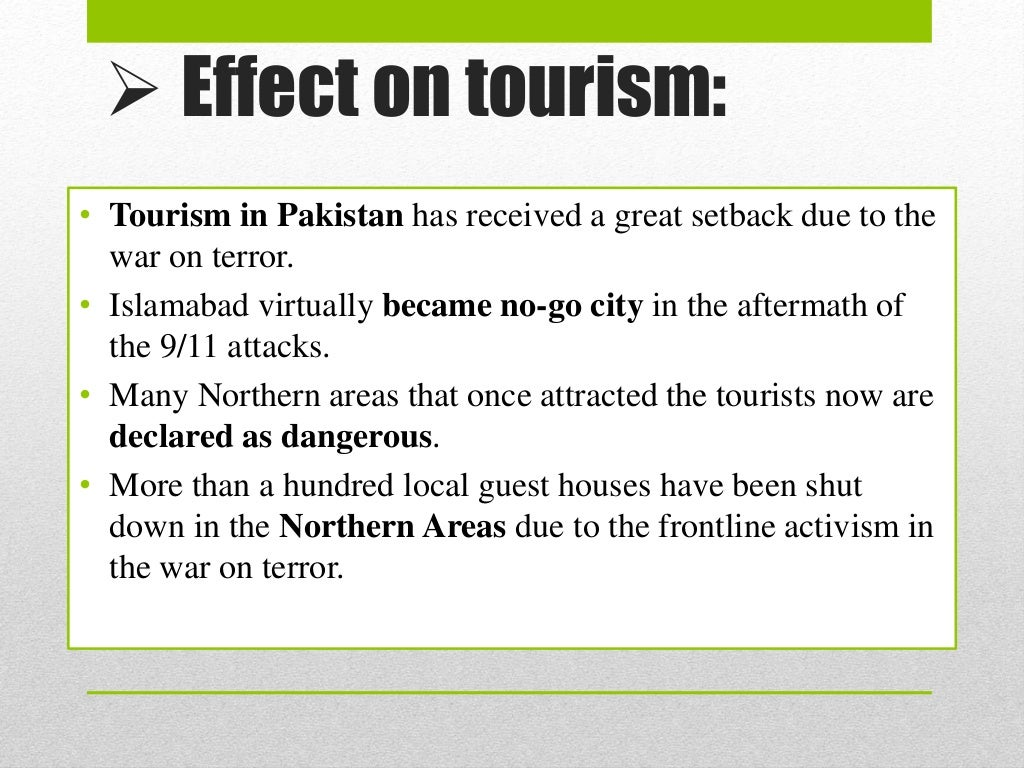 ➢ Effect on tourism:
• Tourism in Pakistan has received a great setback due to the
war on terror.
• Islamabad virtually became no-go city in the aftermath of
the 9/11 attacks.
• Many Northern areas that once attracted the tourists now are
declared as dangerous.
• More than a hundred local guest houses have been shut
down in the Northern Areas due to the frontline activism in
the war on terror.